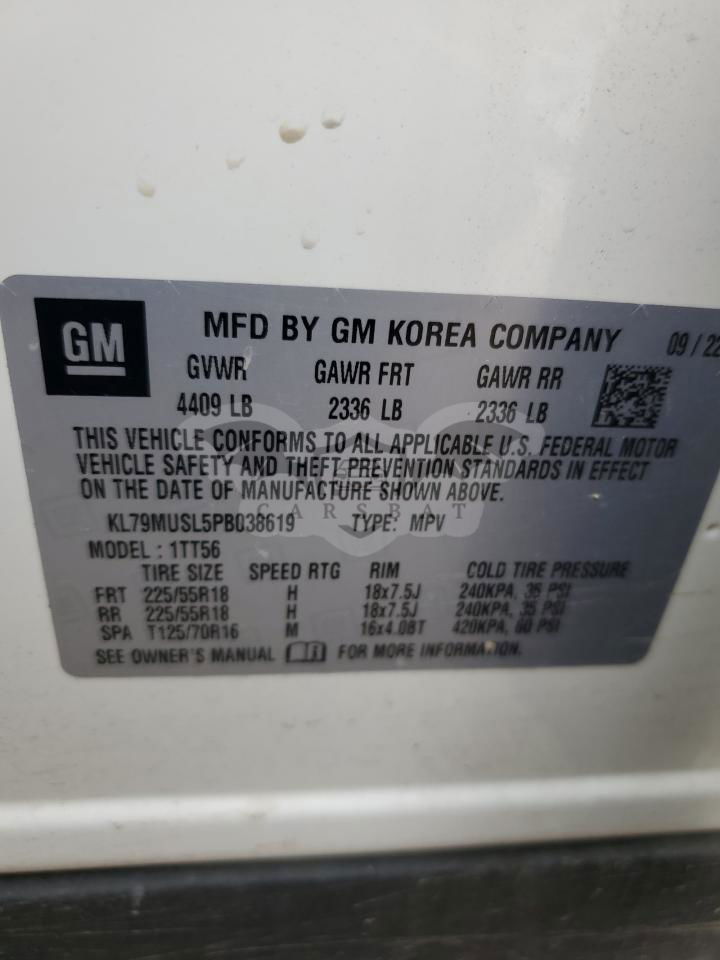 GM
MFD BY GM KOREA COMPANY 09 / 22
GVWR GAWR FRT GAWR RR
4409 LB 2336 LB 2336 LB
THIS VEHICLE CONFORMS TO ALL APPLICABLE U.S. FEDERAL MOTOR
VEHICLE SAFETY AND THEFT PREVENTION STANDARDS IN EFFECT
ON THE DATE OF MANUFACTURE SHOWN ABOVE.
CARSBAT
KL79MUSL5PB038619 TYPE: MPV
MODEL : 1TT56
TIRE SIZE SPEED RTG RIM COLD TIRE PRESSURE
FRT 225/55R18 H 18x7.5J 240KPA, 35 PSI
RR 225/55R18 H 18x7.5J 240KPA, 35 PSI
SPA T125/70R16 M 16x4.0BT 420KPA, 60 PSI
SEE OWNER'S MANUAL FOR MORE INFORMATION.